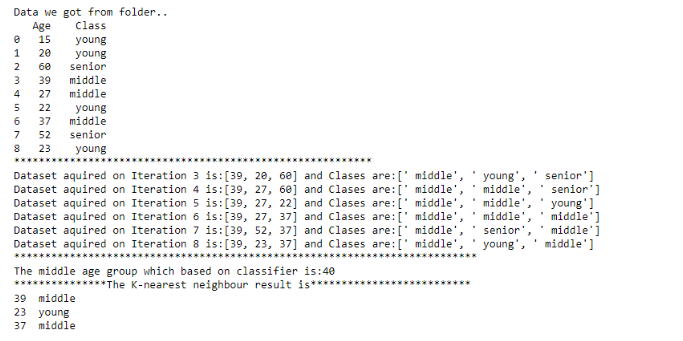 Data we got from folder..
Age Class
0 15 young
1 20 young
2 60 senior
3 39 middle
4 27 middle
5 22 young
6 37 middle
7 52 senior
8 23 young
**********************************************************
Dataset aquired on Iteration 3 is:[39, 20, 60] and Clases are:[' middle', ' young', ' senior']
Dataset aquired on Iteration 4 is:[39, 27, 60] and Clases are:[' middle', ' middle', ' senior']
Dataset aquired on Iteration 5 is:[39, 27, 22] and Clases are:[' middle', ' middle', ' young']
Dataset aquired on Iteration 6 is:[39, 27, 37] and Clases are:[' middle', ' middle', ' middle']
Dataset aquired on Iteration 7 is:[39, 52, 37] and Clases are:[' middle', ' senior', ' middle']
Dataset aquired on Iteration 8 is:[39, 23, 37] and Clases are:[' middle', ' young', ' middle']
***************************************************************************
The middle age group which based on classifier is:40
***************The K-nearest neighbour result is**************************
39 middle
23 young
37 middle